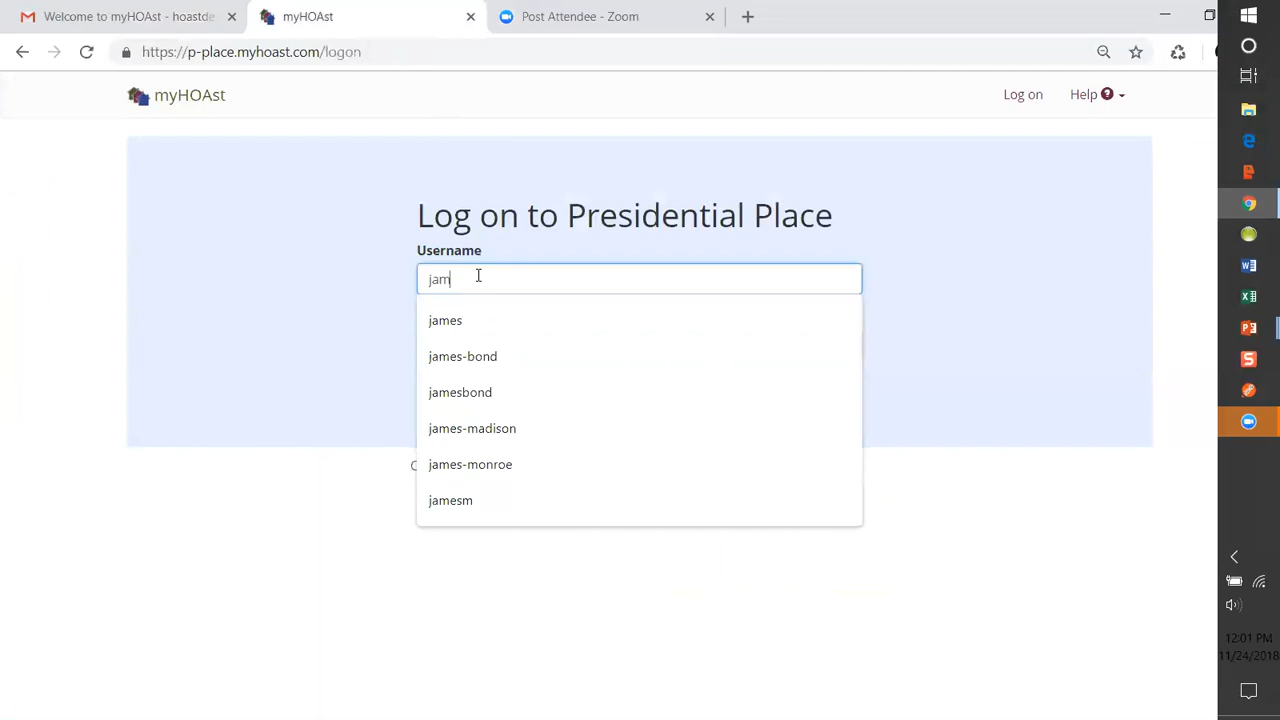 Welcome to myHOAst - hoastde
myHOAst
Post Attendee - Zoom
https://p-place.myhoast.com/logon
myHOAst
Log on
Help
Log on to Presidential Place
Username
jam
james
james-bond
jamesbond
james-madison
james-monroe
jamesm
12:01 PM
11/24/2018